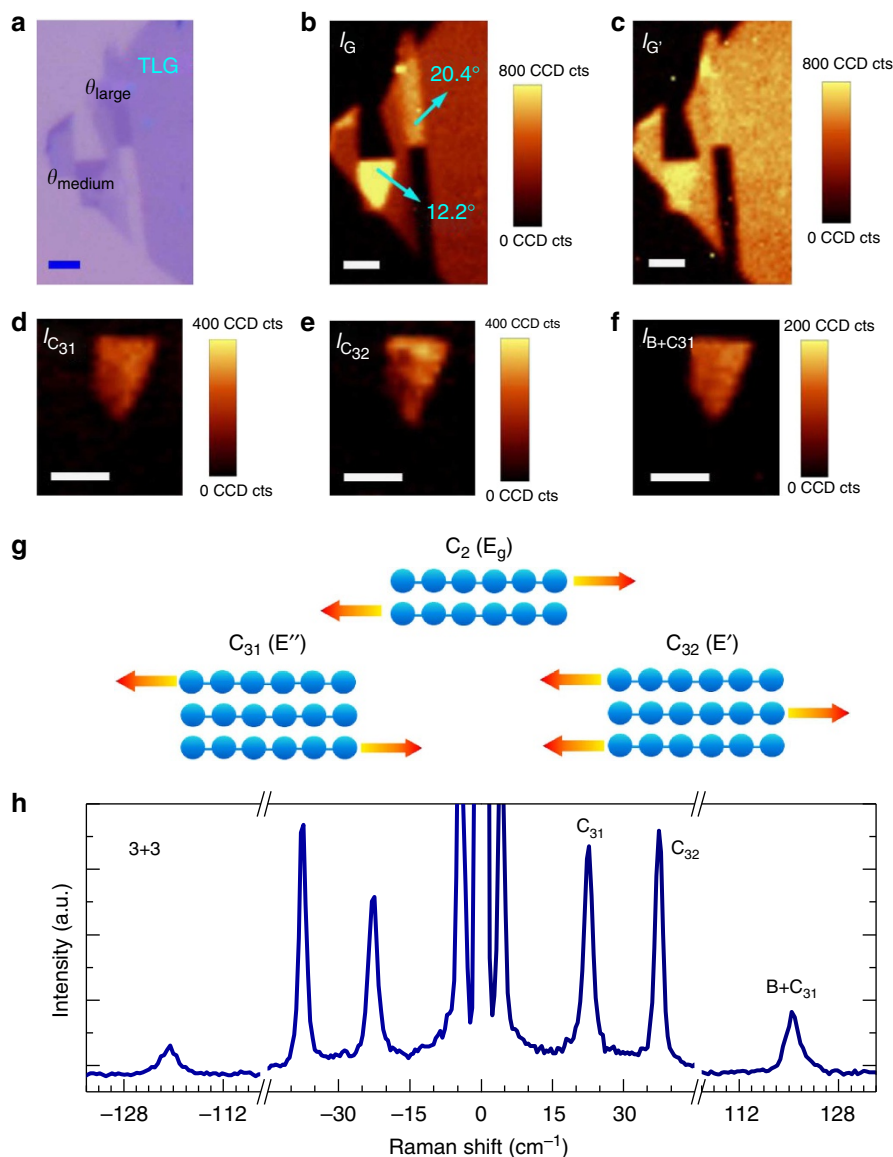 a
TLG
θlarge
θmedium
b
IG
20.4°
12.2°
800 CCD cts
0 CCD cts
c
IG'
800 CCD cts
0 CCD cts
d
IC31
400 CCD cts
0 CCD cts
e
IC32
400 CCD cts
0 CCD cts
f
IB+C31
200 CCD cts
0 CCD cts
g
C2 (Eg)
C31 (E″)
C32 (E′)
h
3+3
C31
C32
B+C31
Intensity (a.u.)
−128 −112 −30 −15 0 15 30 112 128
Raman shift (cm−1)